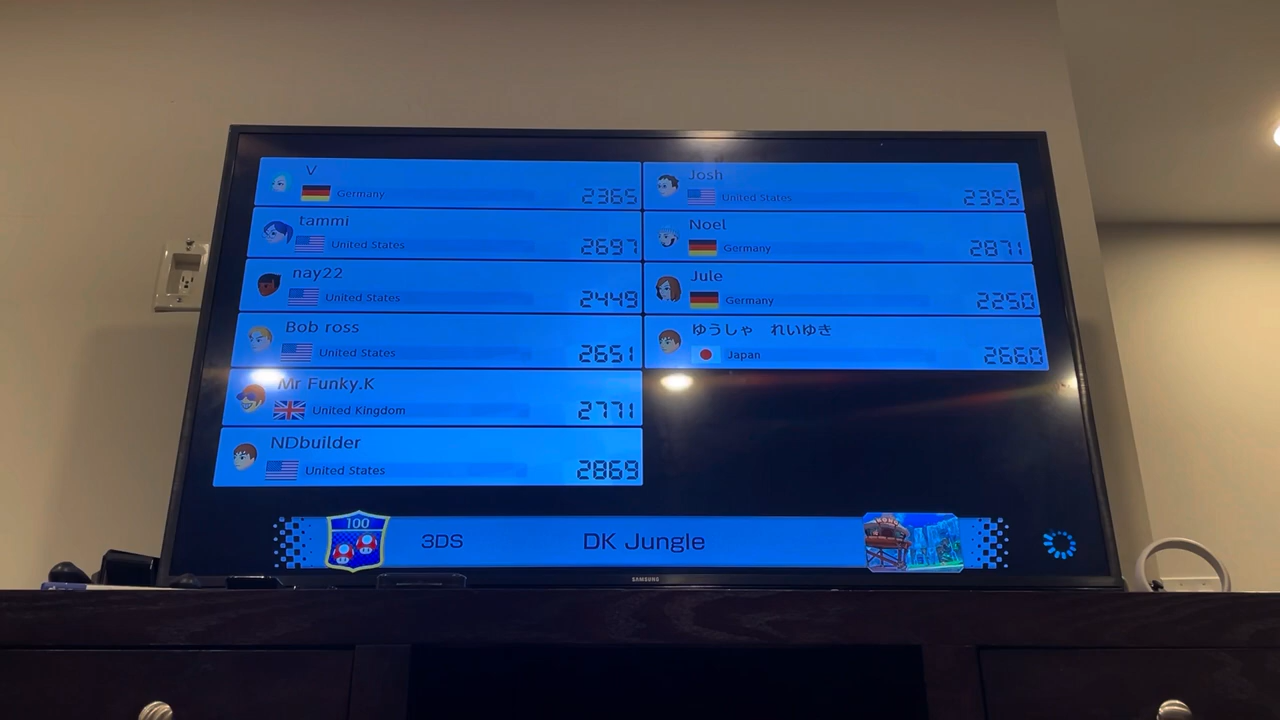 V
Germany 2365
tammi
United States 2697
nay22
United States 2449
Bob ross
United States 2651
Mr Funky.K
United Kingdom 2771
NDbuilder
United States 2869
Josh
United States 2355
Noel
Germany 2871
Jule
Germany 2250
ゆうしゃ れいゆき
Japan 2660
100 3DS DK Jungle
SAMSUNG